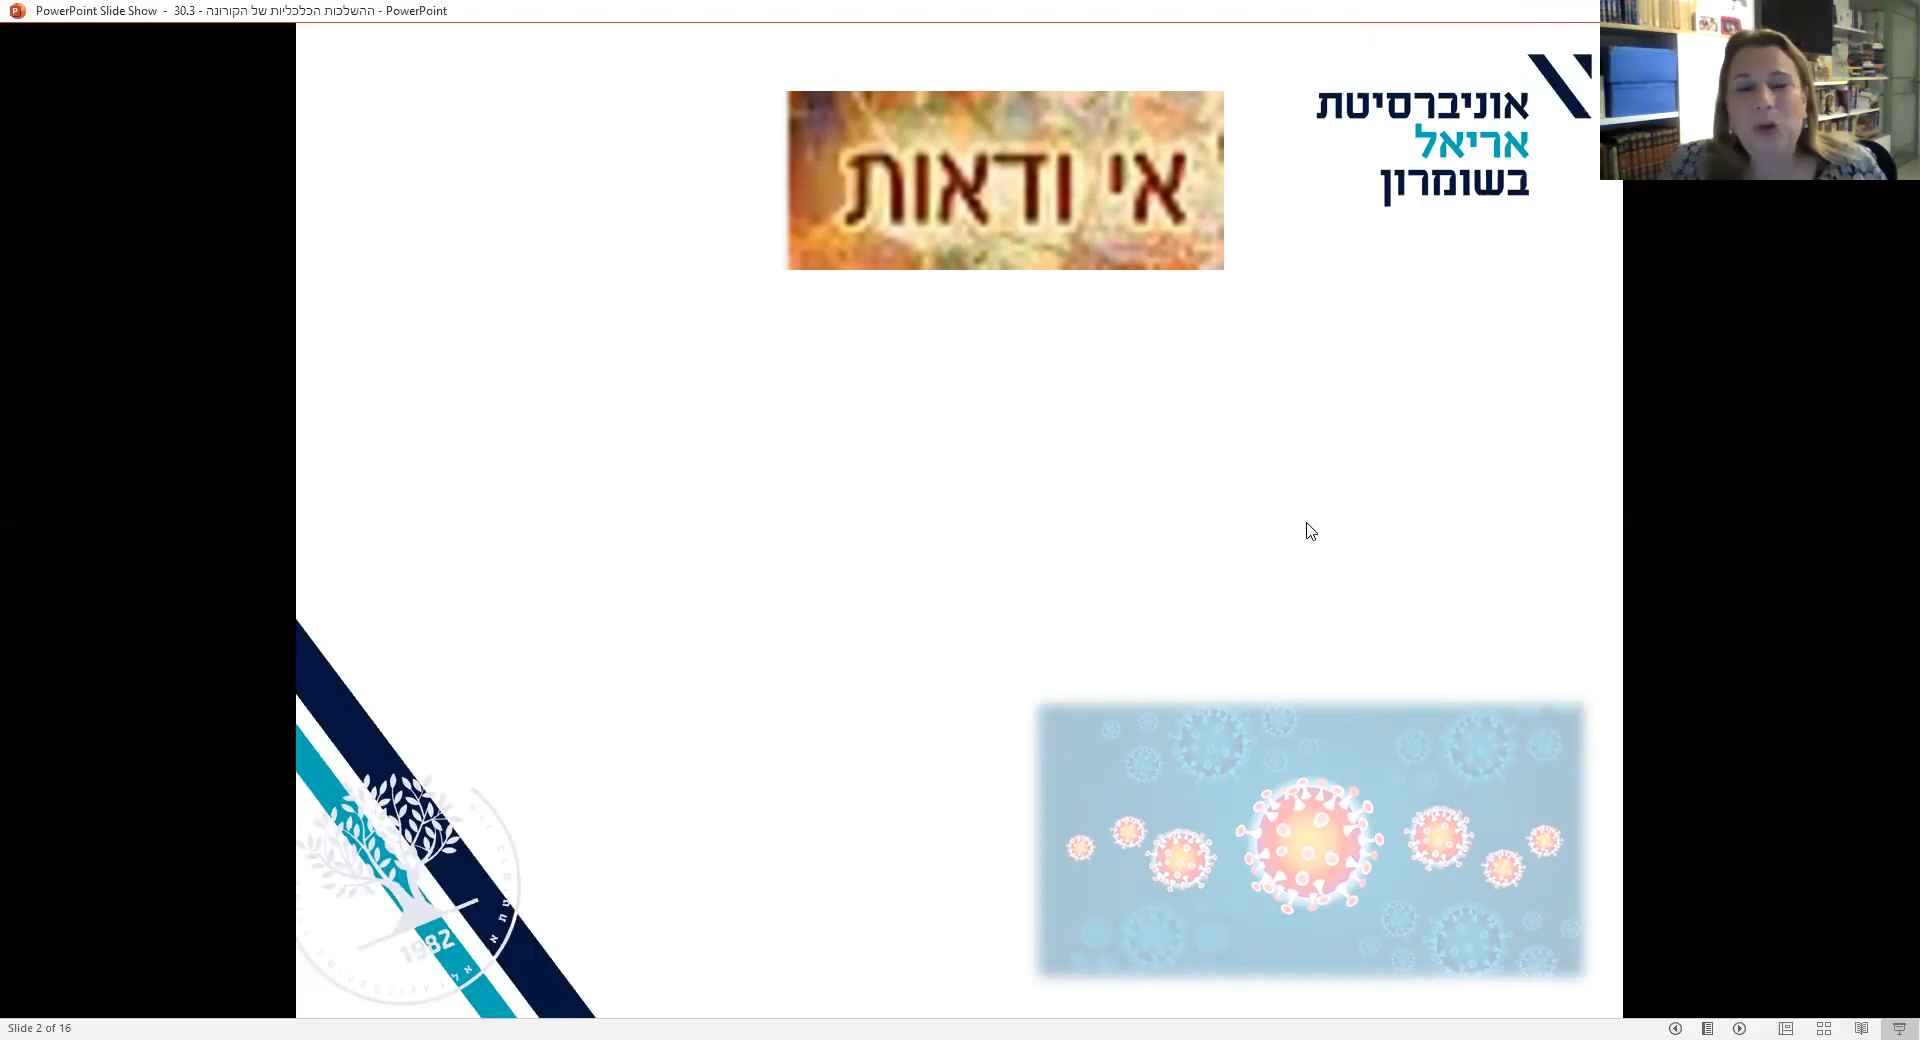 PowerPoint Slide Show - 30.3 - ההשלכות הכלכליות של הקורונה - PowerPoint
אי ודאות
אוניברסיטת
אריאל
בשומרון
1982
Slide 2 of 16